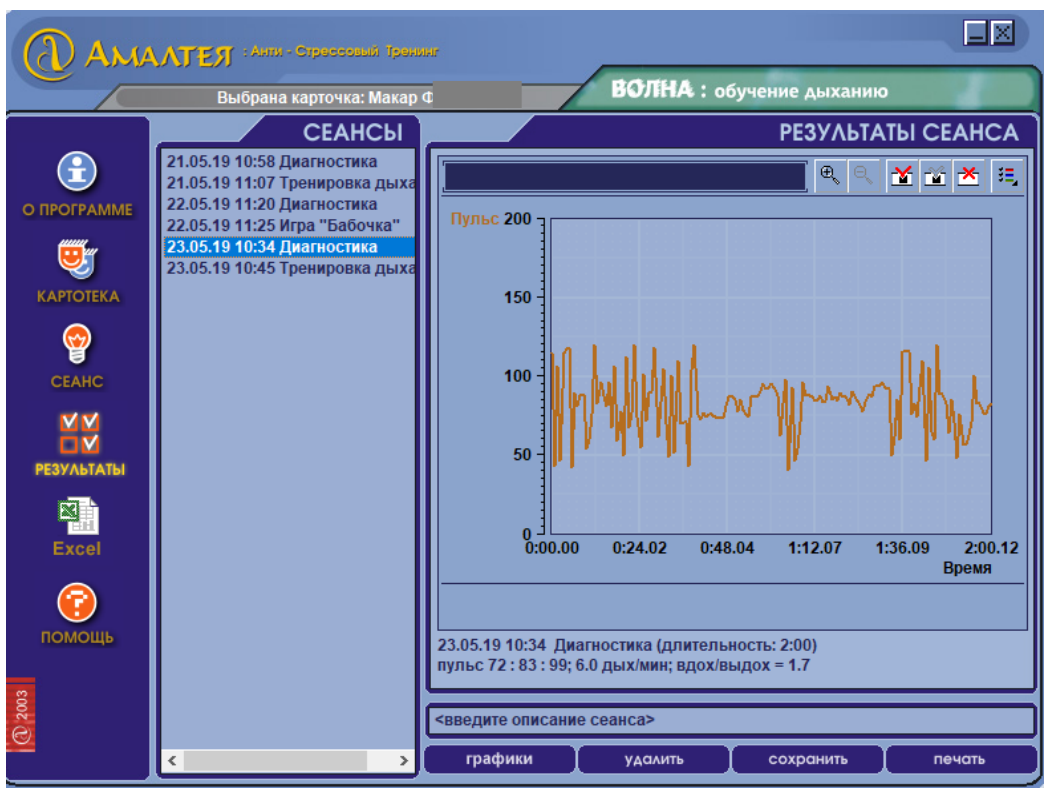 АМАЛТЕЯ : Анти - Стрессовый Тренинг
Выбрана карточка: Макар Ф
ВОЛНА : обучение дыханию
СЕАНСЫ
РЕЗУЛЬТАТЫ СЕАНСА
О ПРОГРАММЕ
КАРТОТЕКА
СЕАНС
РЕЗУЛЬТАТЫ
Excel
ПОМОЩЬ
2003
21.05.19 10:58 Диагностика
21.05.19 11:07 Тренировка дыха
22.05.19 11:20 Диагностика
22.05.19 11:25 Игра "Бабочка"
23.05.19 10:34 Диагностика
23.05.19 10:45 Тренировка дыха
Пульс 200
150
100
50
0
0:00.00 0:24.02 0:48.04 1:12.07 1:36.09 2:00.12
Время
23.05.19 10:34 Диагностика (длительность: 2:00)
пульс 72 : 83 : 99; 6.0 дых/мин; вдох/выдох = 1.7
<введите описание сеанса>
графики удалить сохранить печать